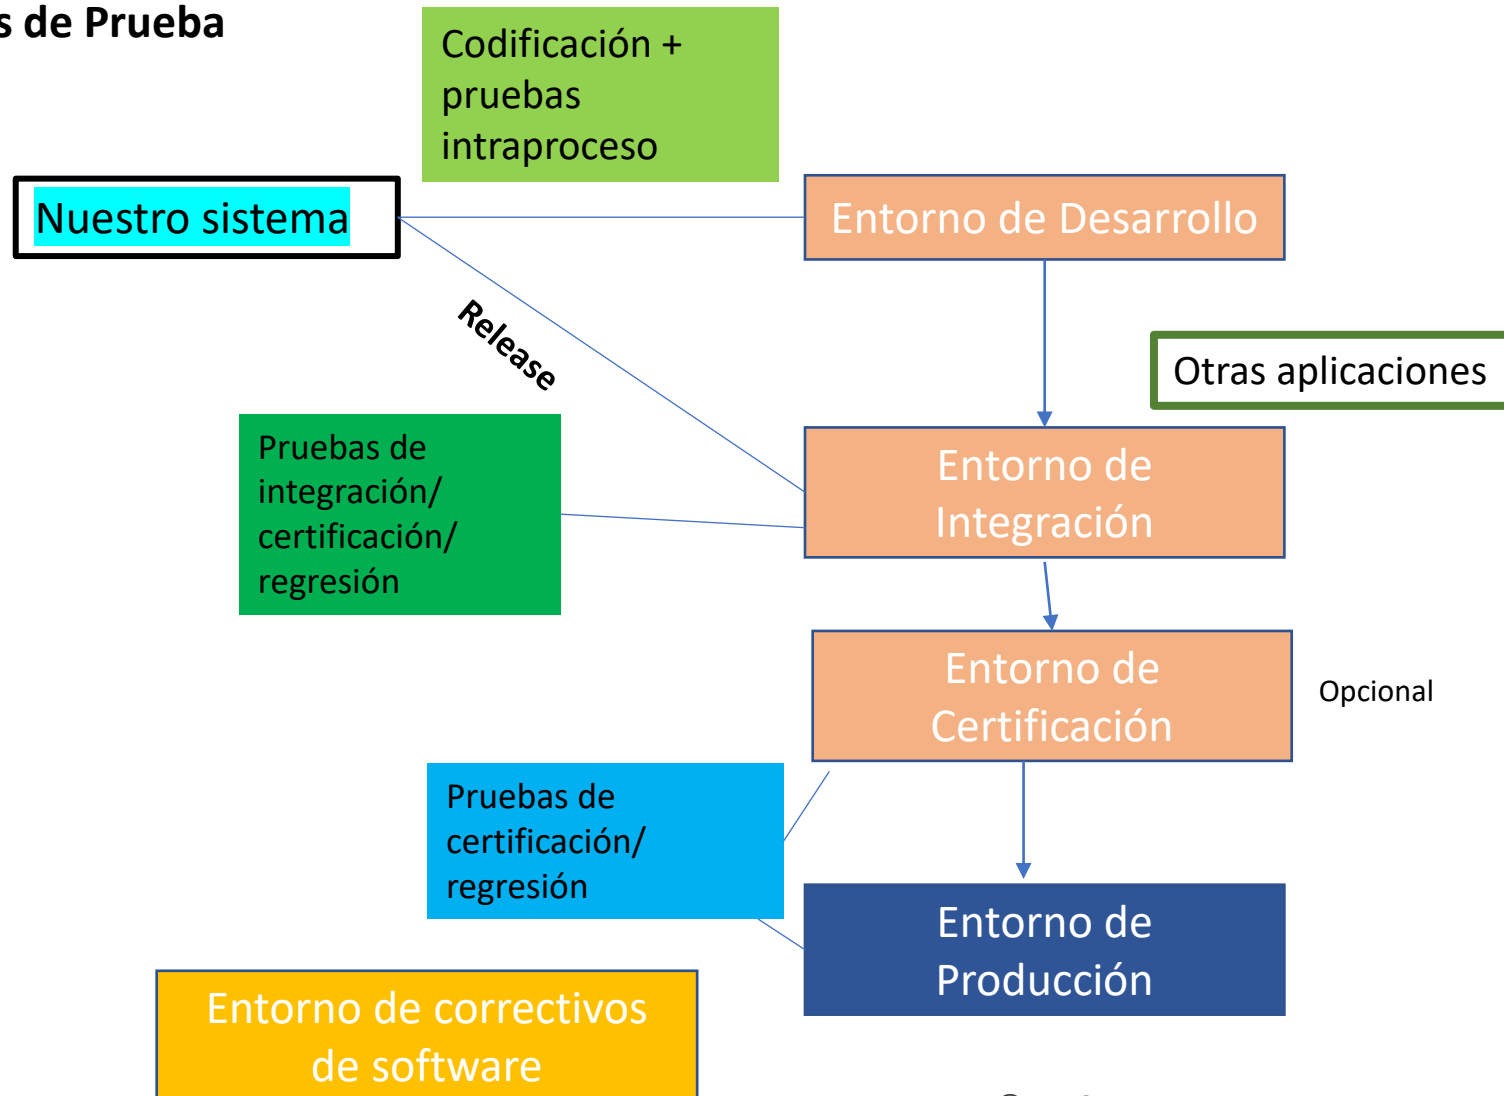 s de Prueba
Codificación +
pruebas
intraproceso
Nuestro sistema
Entorno de Desarrollo
Release
Otras aplicaciones
Pruebas de
integración/
certificación/
regresión
Entorno de
Integración
Entorno de
Certificación
Opcional
Pruebas de
certificación/
regresión
Entorno de
Producción
Entorno de correctivos
de software